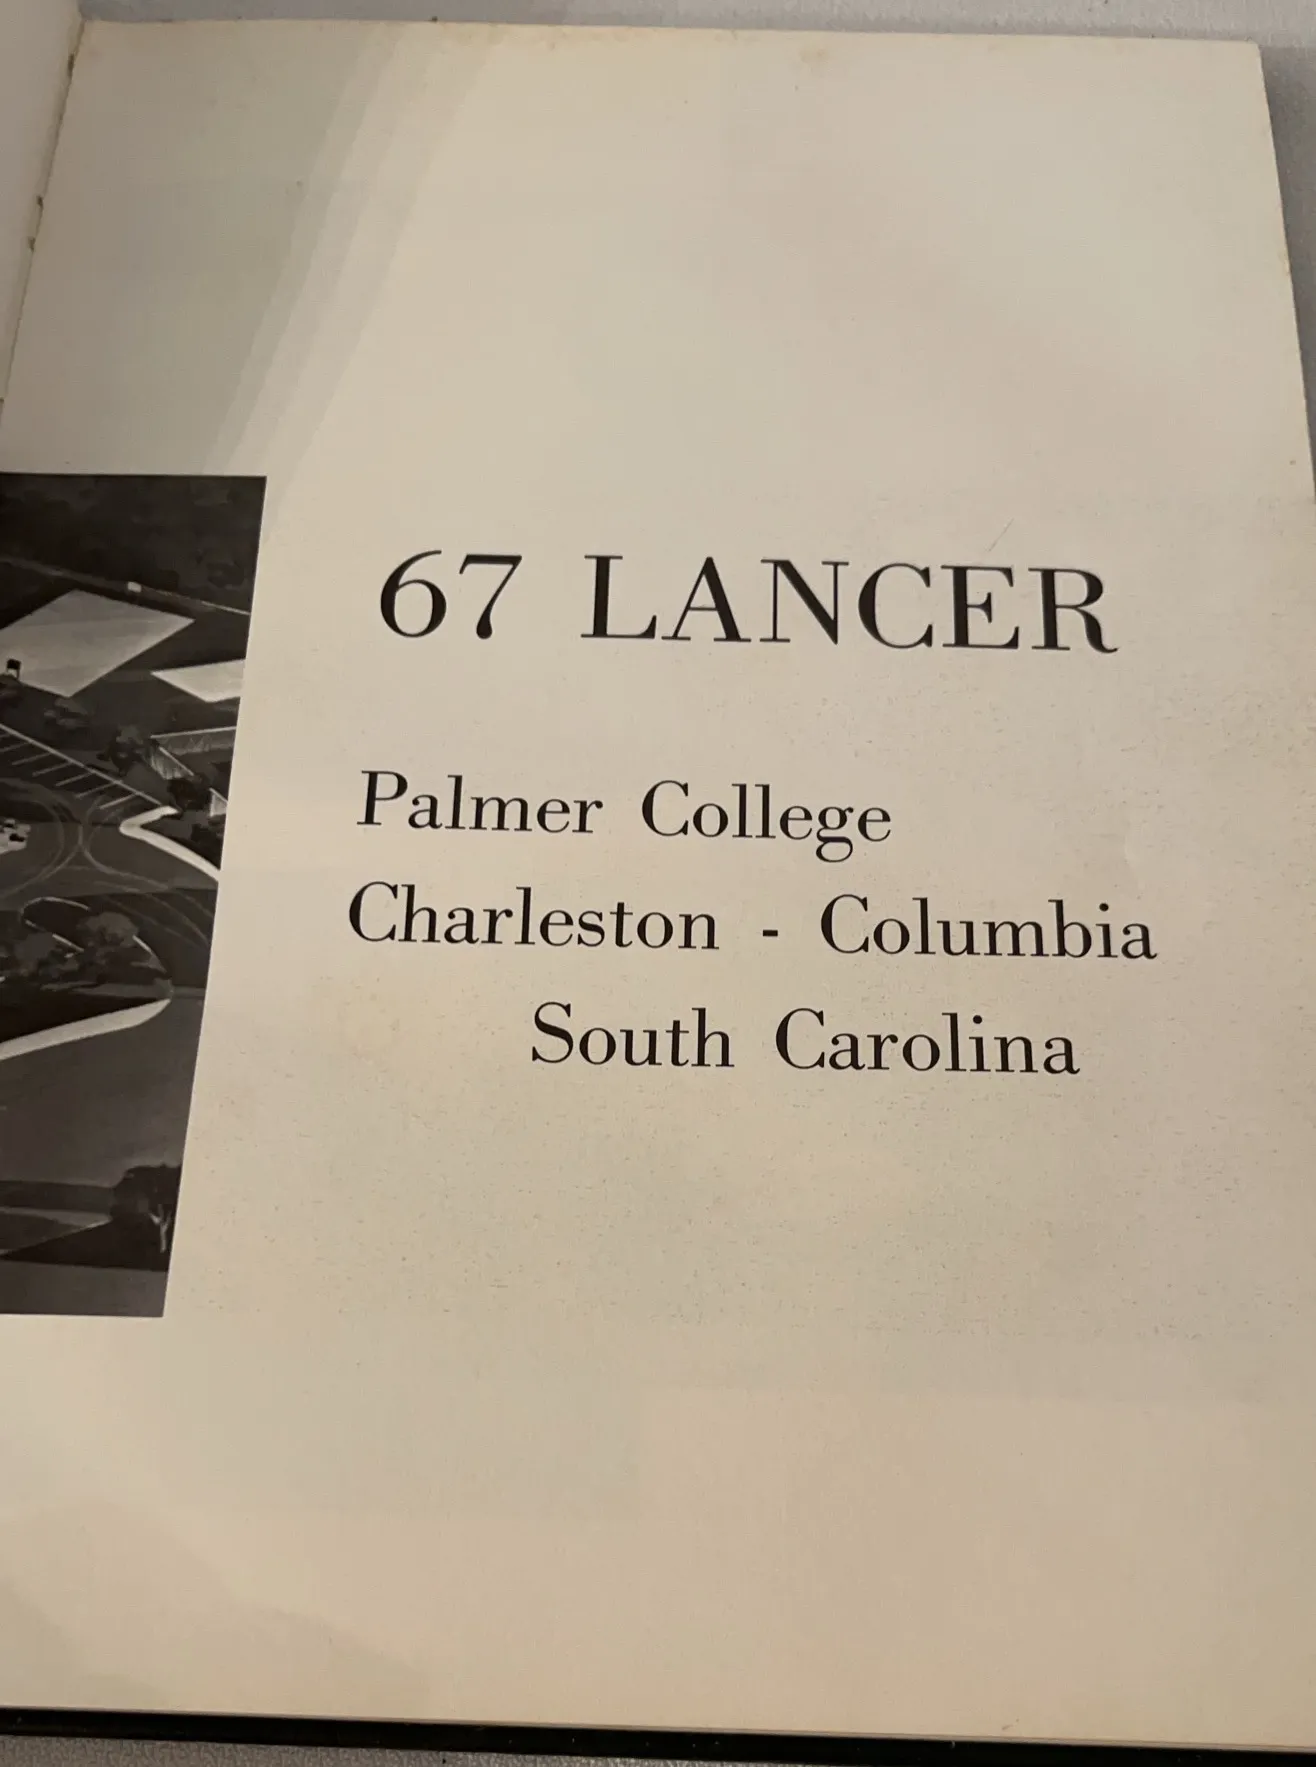 67 LANCER
Palmer College
Charleston - Columbia
South Carolina